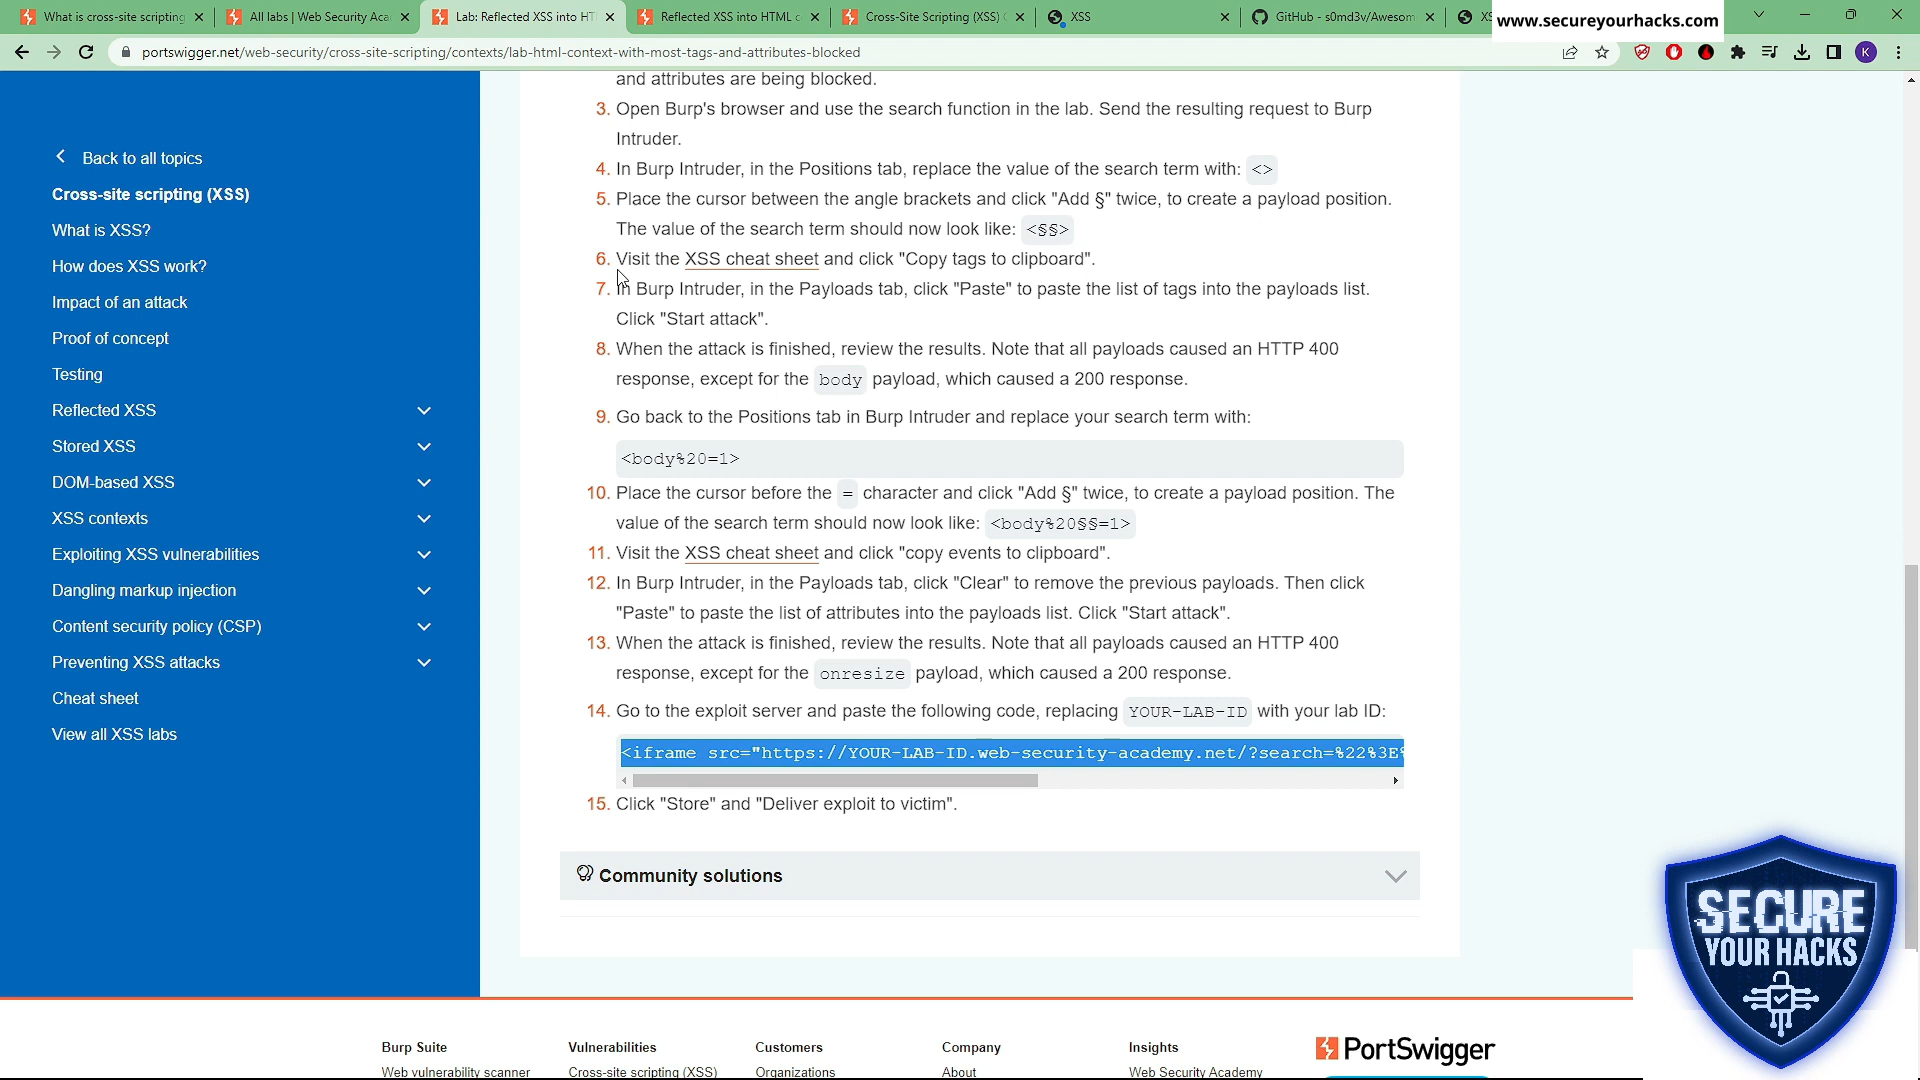 What is cross-site scripting
All labs | Web Security Aca
Lab: Reflected XSS into HT
Reflected XSS into HTML c
Cross-Site Scripting (XSS)
XSS
GitHub - s0md3v/Awesom
www.secureyourhacks.com
portswigger.net/web-security/cross-site-scripting/contexts/lab-html-context-with-most-tags-and-attributes-blocked
K
Back to all topics
Cross-site scripting (XSS)
What is XSS?
How does XSS work?
Impact of an attack
Proof of concept
Testing
Reflected XSS
Stored XSS
DOM-based XSS
XSS contexts
Exploiting XSS vulnerabilities
Dangling markup injection
Content security policy (CSP)
Preventing XSS attacks
Cheat sheet
View all XSS labs
and attributes are being blocked.
3. Open Burp's browser and use the search function in the lab. Send the resulting request to Burp
Intruder.
4. In Burp Intruder, in the Positions tab, replace the value of the search term with: <>
5. Place the cursor between the angle brackets and click "Add §" twice, to create a payload position.
The value of the search term should now look like: <§§>
6. Visit the XSS cheat sheet and click "Copy tags to clipboard".
7. In Burp Intruder, in the Payloads tab, click "Paste" to paste the list of tags into the payloads list.
Click "Start attack".
8. When the attack is finished, review the results. Note that all payloads caused an HTTP 400
response, except for the body payload, which caused a 200 response.
9. Go back to the Positions tab in Burp Intruder and replace your search term with:
<body%20=1>
10. Place the cursor before the = character and click "Add §" twice, to create a payload position. The
value of the search term should now look like: <body%20§§=1>
11. Visit the XSS cheat sheet and click "copy events to clipboard".
12. In Burp Intruder, in the Payloads tab, click "Clear" to remove the previous payloads. Then click
"Paste" to paste the list of attributes into the payloads list. Click "Start attack".
13. When the attack is finished, review the results. Note that all payloads caused an HTTP 400
response, except for the onresize payload, which caused a 200 response.
14. Go to the exploit server and paste the following code, replacing YOUR-LAB-ID with your lab ID:
<iframe src="https://YOUR-LAB-ID.web-security-academy.net/?search=%22%3E
15. Click "Store" and "Deliver exploit to victim".
Community solutions
SECURE
YOUR HACKS
Burp Suite
Web vulnerability scanner
Vulnerabilities
Cross-site scripting (XSS)
Customers
Organizations
Company
About
Insights
Web Security Academy
PortSwigger